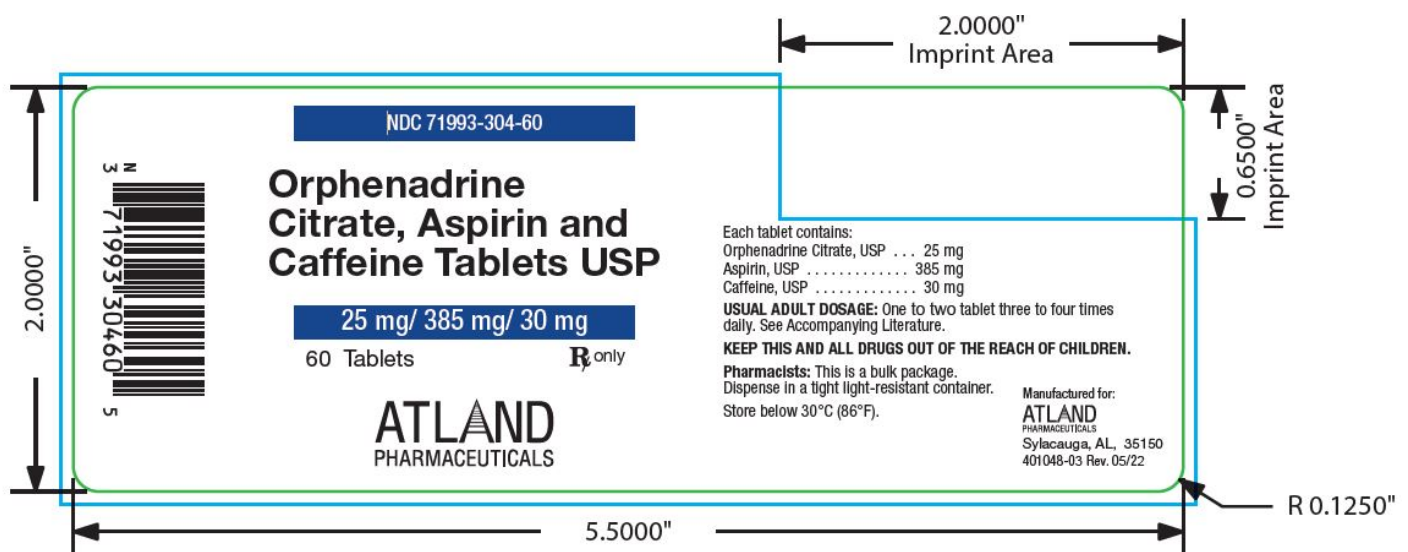 2.0000"
Imprint Area
0.6500"
Imprint Area
2.0000"
N
3 71993 30460 5
NDC 71993-304-60
Orphenadrine
Citrate, Aspirin and
Caffeine Tablets USP
25 mg/ 385 mg/ 30 mg
60 Tablets
Rx only
ATLAND
PHARMACEUTICALS
Each tablet contains:
Orphenadrine Citrate, USP . . . 25 mg
Aspirin, USP . . . . . . . . . . . . . 385 mg
Caffeine, USP . . . . . . . . . . . . . 30 mg
USUAL ADULT DOSAGE: One to two tablet three to four times
daily. See Accompanying Literature.
KEEP THIS AND ALL DRUGS OUT OF THE REACH OF CHILDREN.
Pharmacists: This is a bulk package.
Dispense in a tight light-resistant container.
Store below 30°C (86°F).
Manufactured for:
ATLAND
PHARMACEUTICALS
Sylacauga, AL, 35150
401048-03 Rev. 05/22
R 0.1250"
5.5000"